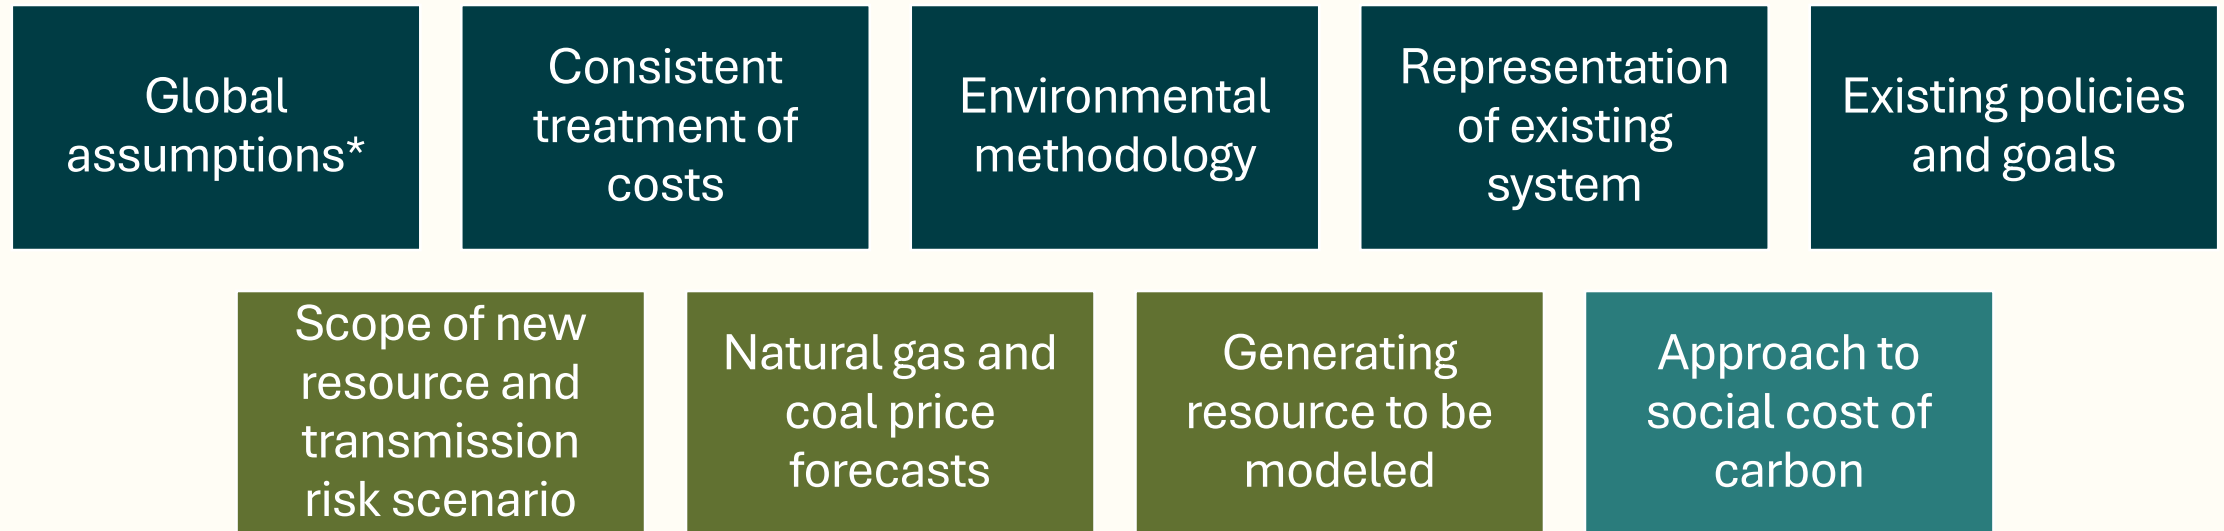 Global
assumptions*
Consistent
treatment of
costs
Environmental
methodology
Representation
of existing
system
Existing policies
and goals
Scope of new
resource and
transmission
risk scenario
Natural gas and
coal price
forecasts
Generating
resource to be
modeled
Approach to
social cost of
carbon